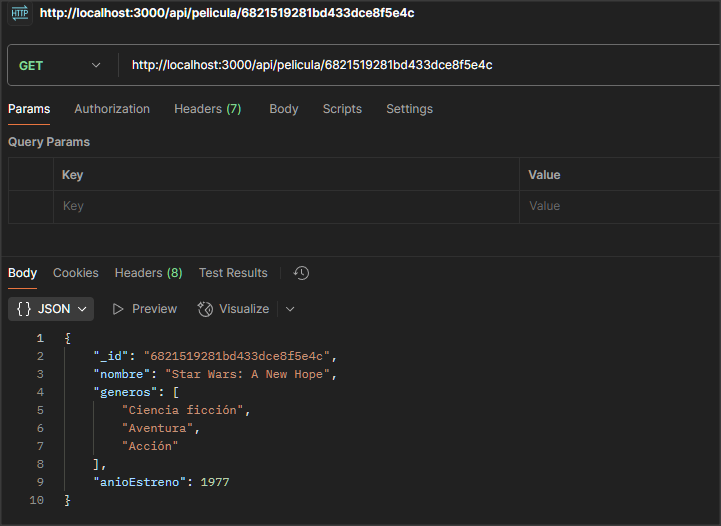 HTTP http://localhost:3000/api/pelicula/6821519281bd433dce8f5e4c
GET http://localhost:3000/api/pelicula/6821519281bd433dce8f5e4c
Params Authorization Headers (7) Body Scripts Settings
Query Params
Key Value
Key Value
Body Cookies Headers (8) Test Results
{} JSON Preview Visualize
1 {
2 "_id": "6821519281bd433dce8f5e4c",
3 "nombre": "Star Wars: A New Hope",
4 "generos": [
5 "Ciencia ficción",
6 "Aventura",
7 "Acción"
8 ],
9 "anioEstreno": 1977
10 }